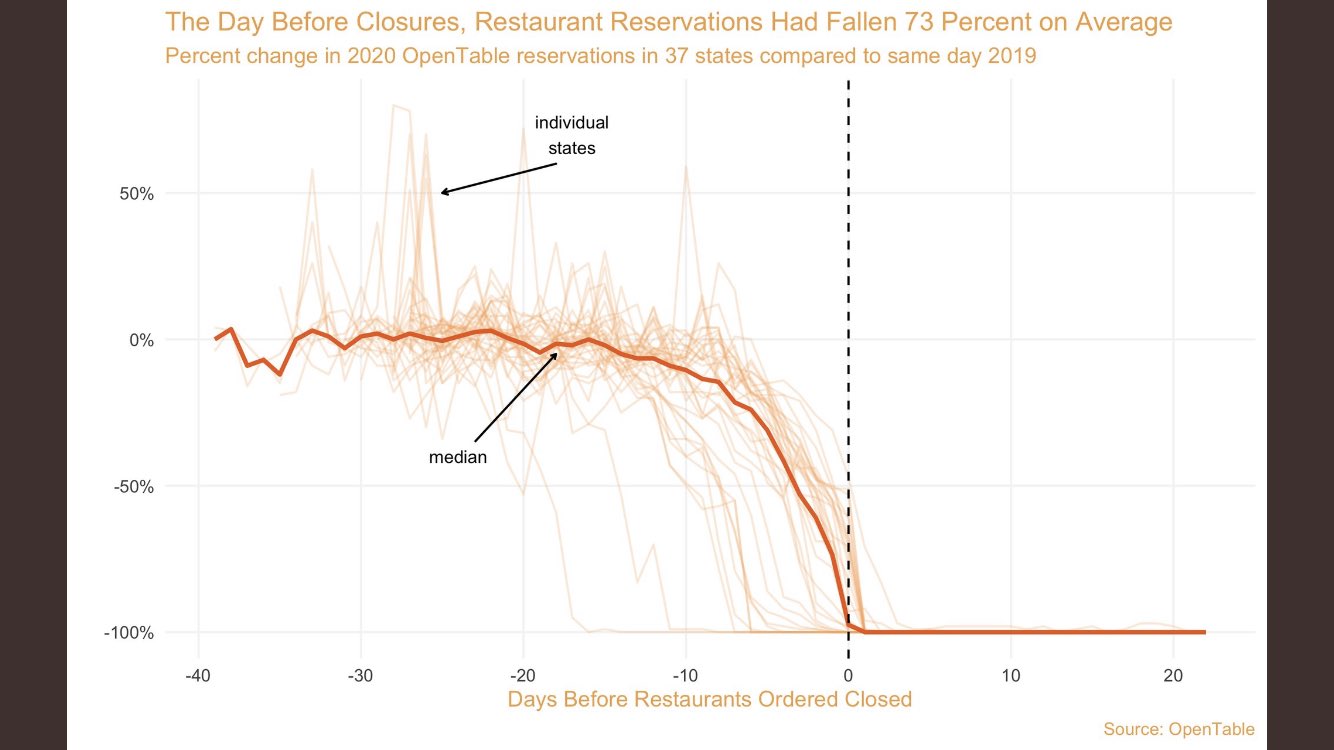 The Day Before Closures, Restaurant Reservations Had Fallen 73 Percent on Average
Percent change in 2020 OpenTable reservations in 37 states compared to same day 2019
individual
states
50%
0%
median
-50%
-100%
-40
-30
-20
-10
0
10
20
Days Before Restaurants Ordered Closed
Source: OpenTable